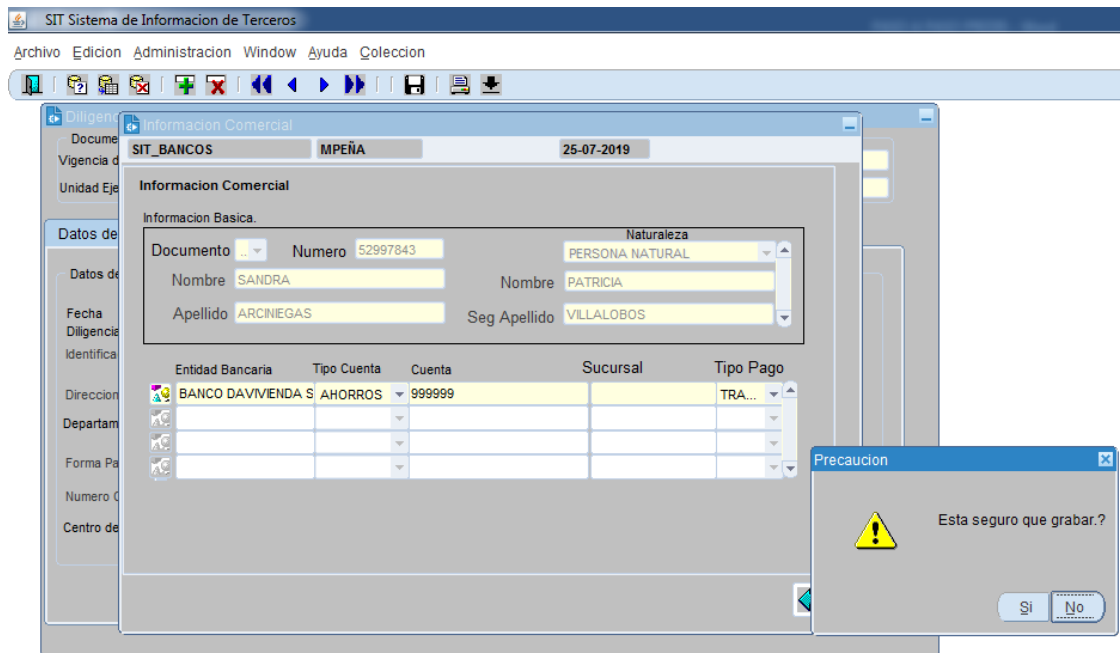 SIT Sistema de Informacion de Terceros
Archivo Edicion Administracion Window Ayuda Coleccion
Diligenc
Docume
Vigencia d
Unidad Eje
Datos de
Datos de
Fecha
Diligencia
Identifica
Direccion
Departam
Forma Pa
Numero C
Centro de
Informacion Comercial
SIT_BANCOS MPEÑA 25-07-2019
Informacion Comercial
Informacion Basica.
Naturaleza
Documento .. Numero 52997843 PERSONA NATURAL
Nombre SANDRA Nombre PATRICIA
Apellido ARCINIEGAS Seg Apellido VILLALOBOS
Entidad Bancaria Tipo Cuenta Cuenta Sucursal Tipo Pago
BANCO DAVIVIENDA S AHORROS 999999 TRA...
Precaucion
Esta seguro que grabar.?
Si No